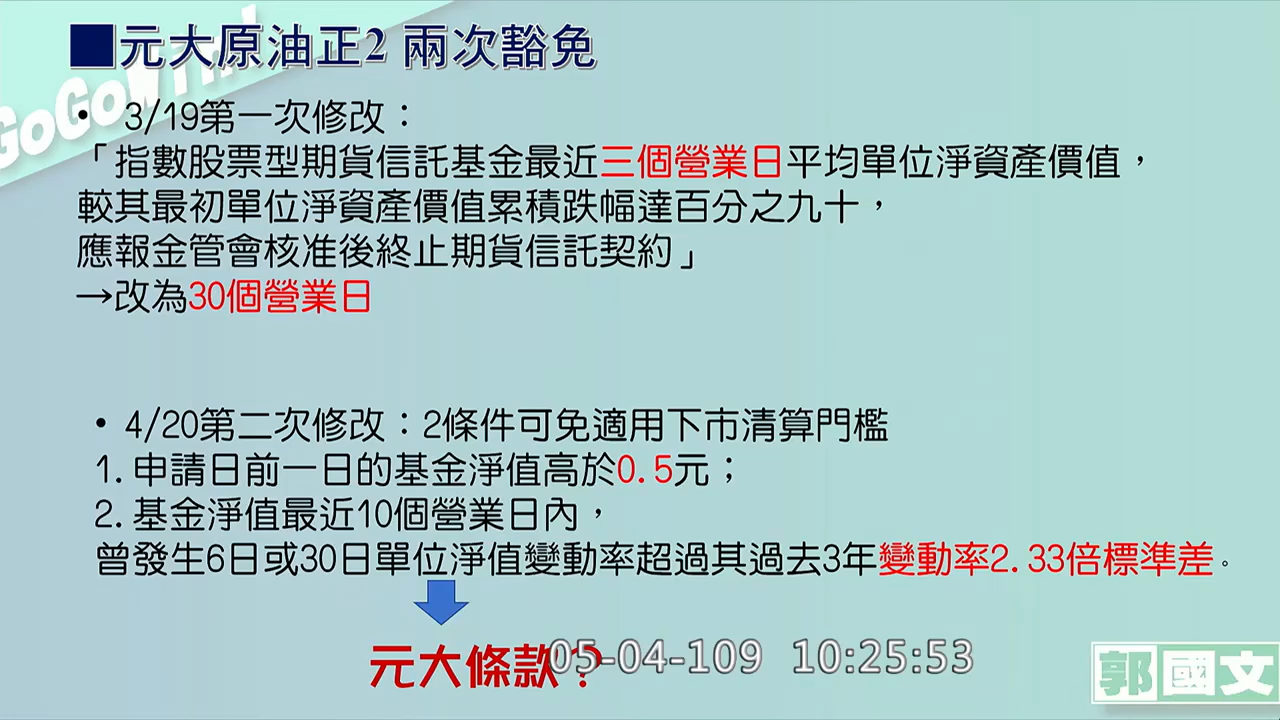 ■元大原油正2 兩次豁免
GoGoWin
• 3/19第一次修改：
「指數股票型期貨信託基金最近三個營業日平均單位淨資產價值，
較其最初單位淨資產價值累積跌幅達百分之九十，
應報金管會核准後終止期貨信託契約」
→改為30個營業日
• 4/20第二次修改：2條件可免適用下市清算門檻
1.申請日前一日的基金淨值高於0.5元；
2.基金淨值最近10個營業日內，
曾發生6日或30日單位淨值變動率超過其過去3年變動率2.33倍標準差。
元大條款？
05-04-109 10:25:53
郭國文